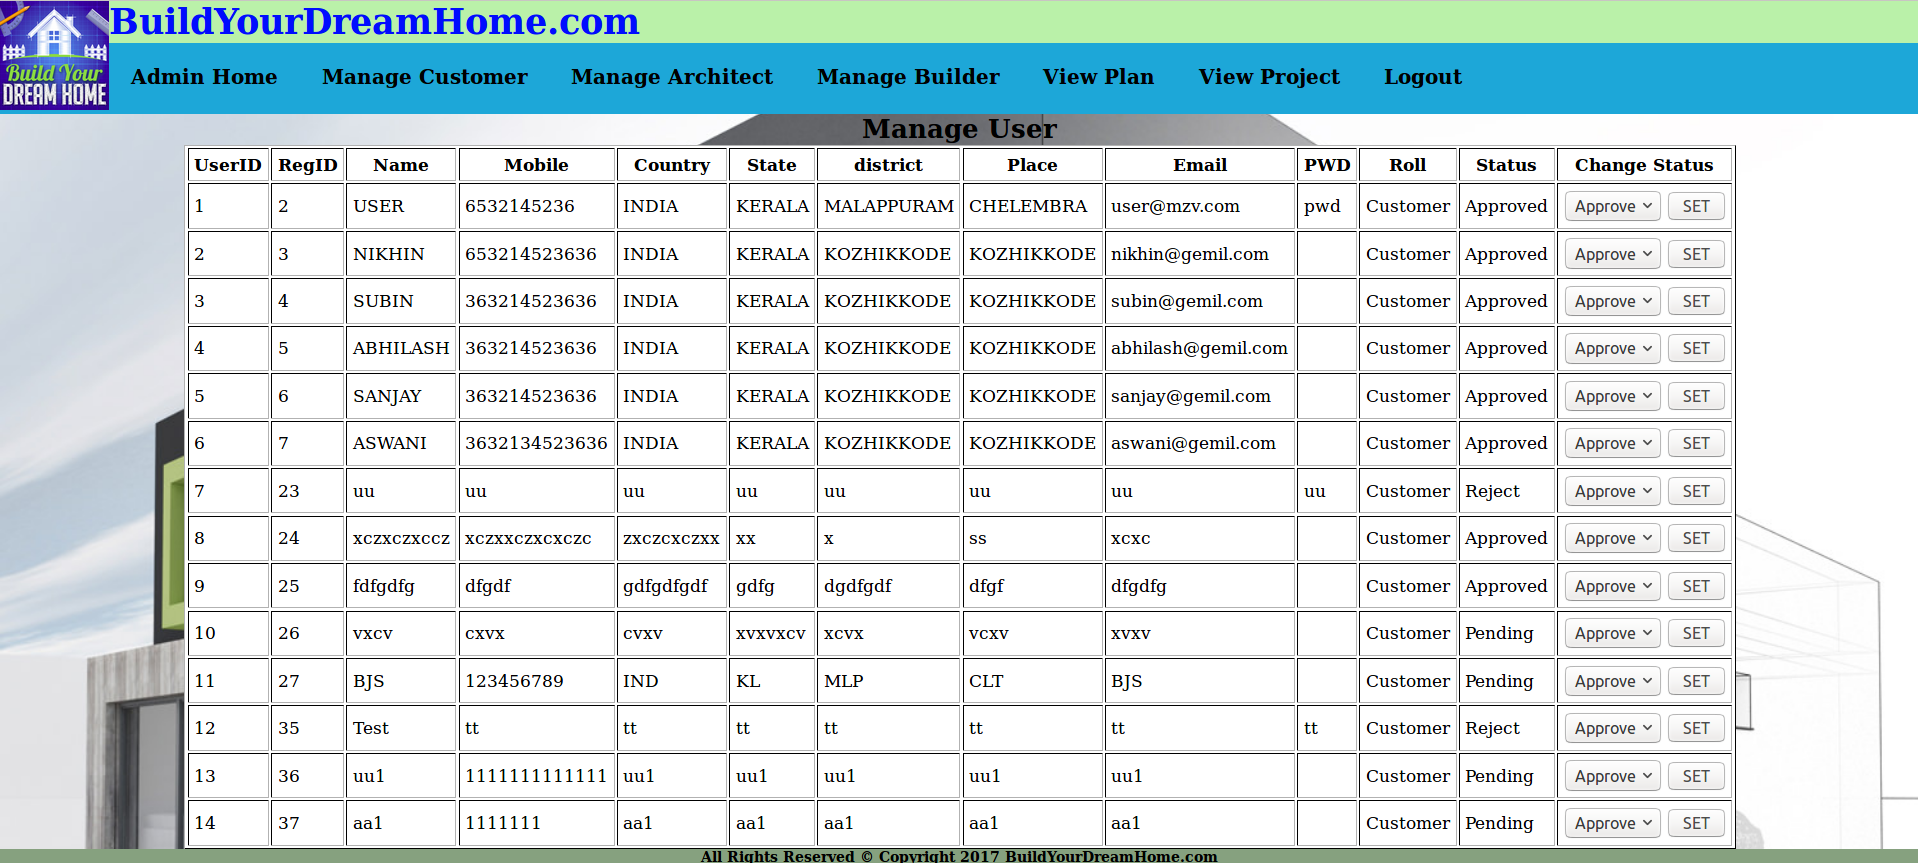 BuildYourDreamHome.com
Build Your
DREAM HOME
Admin Home Manage Customer Manage Architect Manage Builder View Plan View Project Logout
Manage User
UserID RegID Name Mobile Country State district Place Email PWD Roll Status Change Status
1 2 USER 6532145236 INDIA KERALA MALAPPURAM CHELEMBRA user@mzv.com pwd Customer Approved Approve SET
2 3 NIKHIN 653214523636 INDIA KERALA KOZHIKKODE KOZHIKKODE nikhin@gemil.com Customer Approved Approve SET
3 4 SUBIN 363214523636 INDIA KERALA KOZHIKKODE KOZHIKKODE subin@gemil.com Customer Approved Approve SET
4 5 ABHILASH 363214523636 INDIA KERALA KOZHIKKODE KOZHIKKODE abhilash@gemil.com Customer Approved Approve SET
5 6 SANJAY 363214523636 INDIA KERALA KOZHIKKODE KOZHIKKODE sanjay@gemil.com Customer Approved Approve SET
6 7 ASWANI 3632134523636 INDIA KERALA KOZHIKKODE KOZHIKKODE aswani@gemil.com Customer Approved Approve SET
7 23 uu uu uu uu uu uu uu uu Customer Reject Approve SET
8 24 xczxczxccz xczxxczxcxczc zxczcxczxx xx x ss xcxc Customer Approved Approve SET
9 25 fdfgdfg dfgdf gdfgdfgdf gdfg dgdfgdf dfgf dfgdfg Customer Approved Approve SET
10 26 vxcv cxvx cvxv xvxvxcv xcvx vcxv xvxv Customer Pending Approve SET
11 27 BJS 123456789 IND KL MLP CLT BJS Customer Pending Approve SET
12 35 Test tt tt tt tt tt tt tt Customer Reject Approve SET
13 36 uu1 1111111111111 uu1 uu1 uu1 uu1 uu1 Customer Pending Approve SET
14 37 aa1 1111111 aa1 aa1 aa1 aa1 aa1 Customer Pending Approve SET
All Rights Reserved © Copyright 2017 BuildYourDreamHome.com